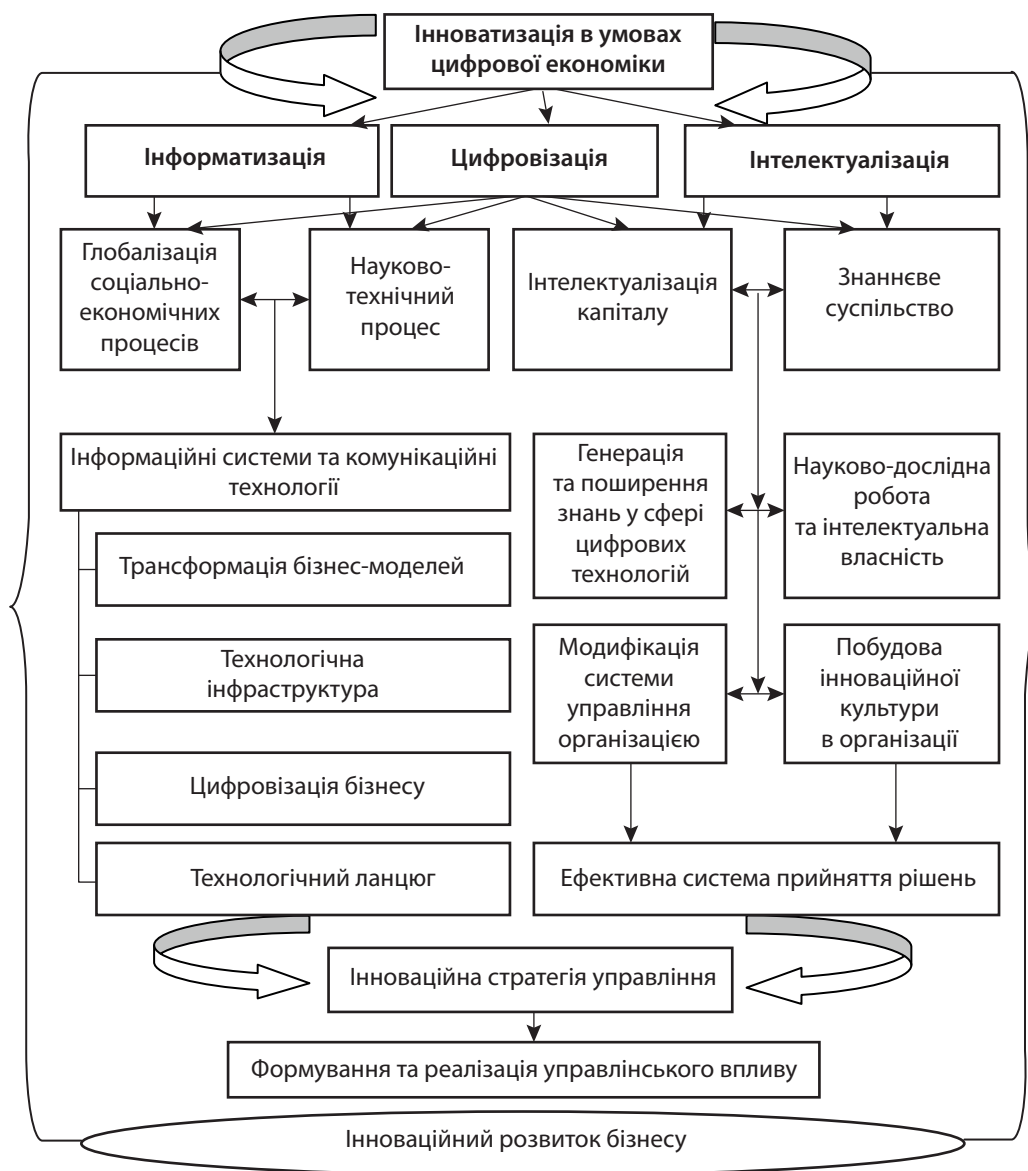 Інноватизація в умовах
цифрової економіки
Інформатизація
Цифровізація
Інтелектуалізація
Глобалізація
соціально-
економічних
процесів
Науково-
технічний
процес
Інтелектуалізація
капіталу
Знаннєве
суспільство
Інформаційні системи та комунікаційні
технології
Трансформація бізнес-моделей
Технологічна
інфраструктура
Цифровізація бізнесу
Технологічний ланцюг
Генерація
та поширення
знань у сфері
цифрових
технологій
Науково-дослідна
робота
та інтелектуальна
власність
Модифікація
системи
управління
організацією
Побудова
інноваційної
культури
в організації
Ефективна система прийняття рішень
Інноваційна стратегія управління
Формування та реалізація управлінського впливу
Інноваційний розвиток бізнесу